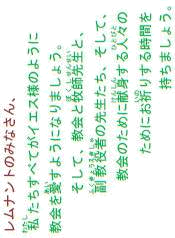 レムナントのみなさん、
私たちすべてがイエス様のように
教会を愛すようになりましょう。
そして、教会と牧師先生と、
副教役者の先生たち、そして、
教会のために献身する人々の
ためにお祈りする時間を
持ちましょう。